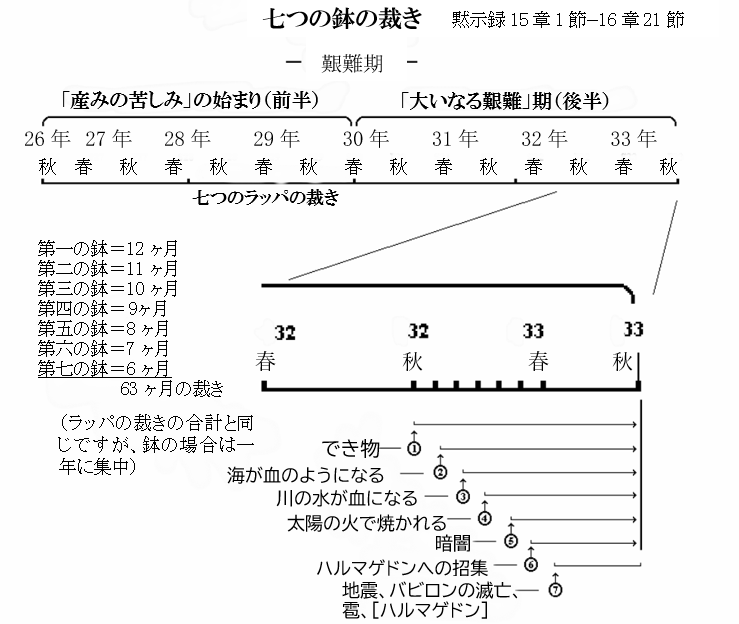 七つの鉢の裁き 黙示録15章1節−16章21節
− 艱難期 −
「産みの苦しみ」の始まり(前半) 「大いなる艱難」期(後半)
26年 27年 28年 29年 30年 31年 32年 33年
秋 春 秋 春 秋 春 秋 春 秋 春 秋 春 秋 春 秋
七つのラッパの裁き
第一の鉢=12ヶ月
第二の鉢=11ヶ月
第三の鉢=10ヶ月
第四の鉢=9ヶ月
第五の鉢=8ヶ月
第六の鉢=7ヶ月
第七の鉢=6ヶ月
63ヶ月の裁き
(ラッパの裁きの合計と同
じですが、鉢の場合は一
年に集中)
32 32 33 33
春 秋 春 秋
でき物 ①
海が血のようになる ②
川の水が血になる ③
太陽の火で焼かれる ④
暗闇 ⑤
ハルマゲドンへの招集 ⑥
地震、バビロンの滅亡、 ⑦
雹、[ハルマゲドン]